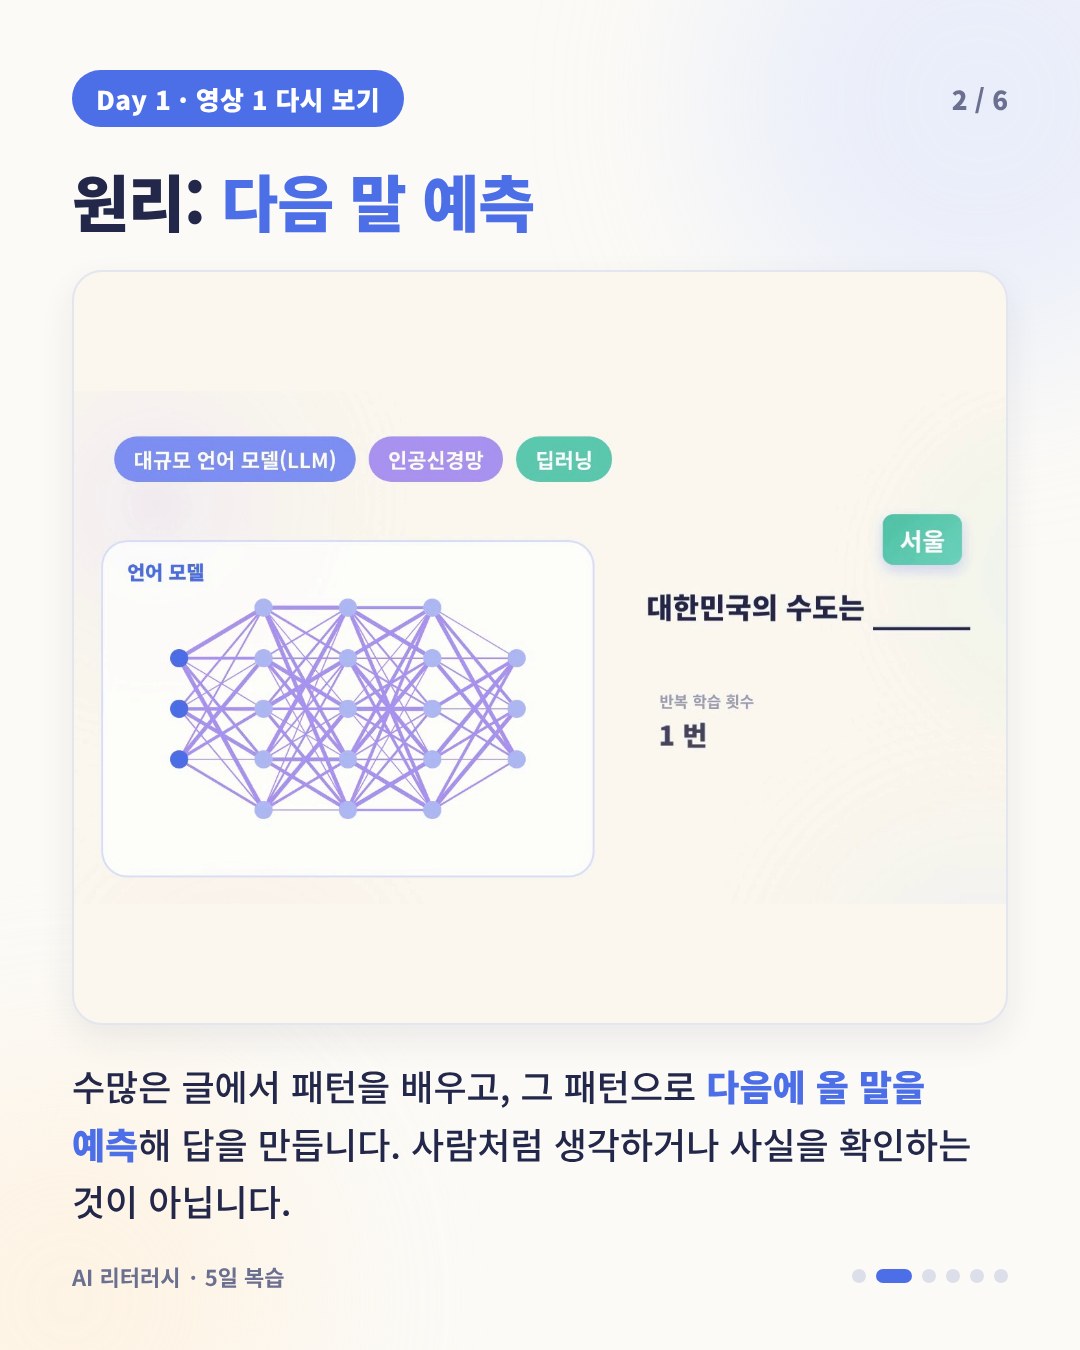 Day 1 · 영상 1 다시 보기
2 / 6
원리: 다음 말 예측
대규모 언어 모델(LLM)
인공신경망
딥러닝
언어 모델
서울
대한민국의 수도는 ______
반복 학습 횟수
1 번
수많은 글에서 패턴을 배우고, 그 패턴으로 다음에 올 말을
예측해 답을 만듭니다. 사람처럼 생각하거나 사실을 확인하는
것이 아닙니다.
AI 리터러시 · 5일 복습